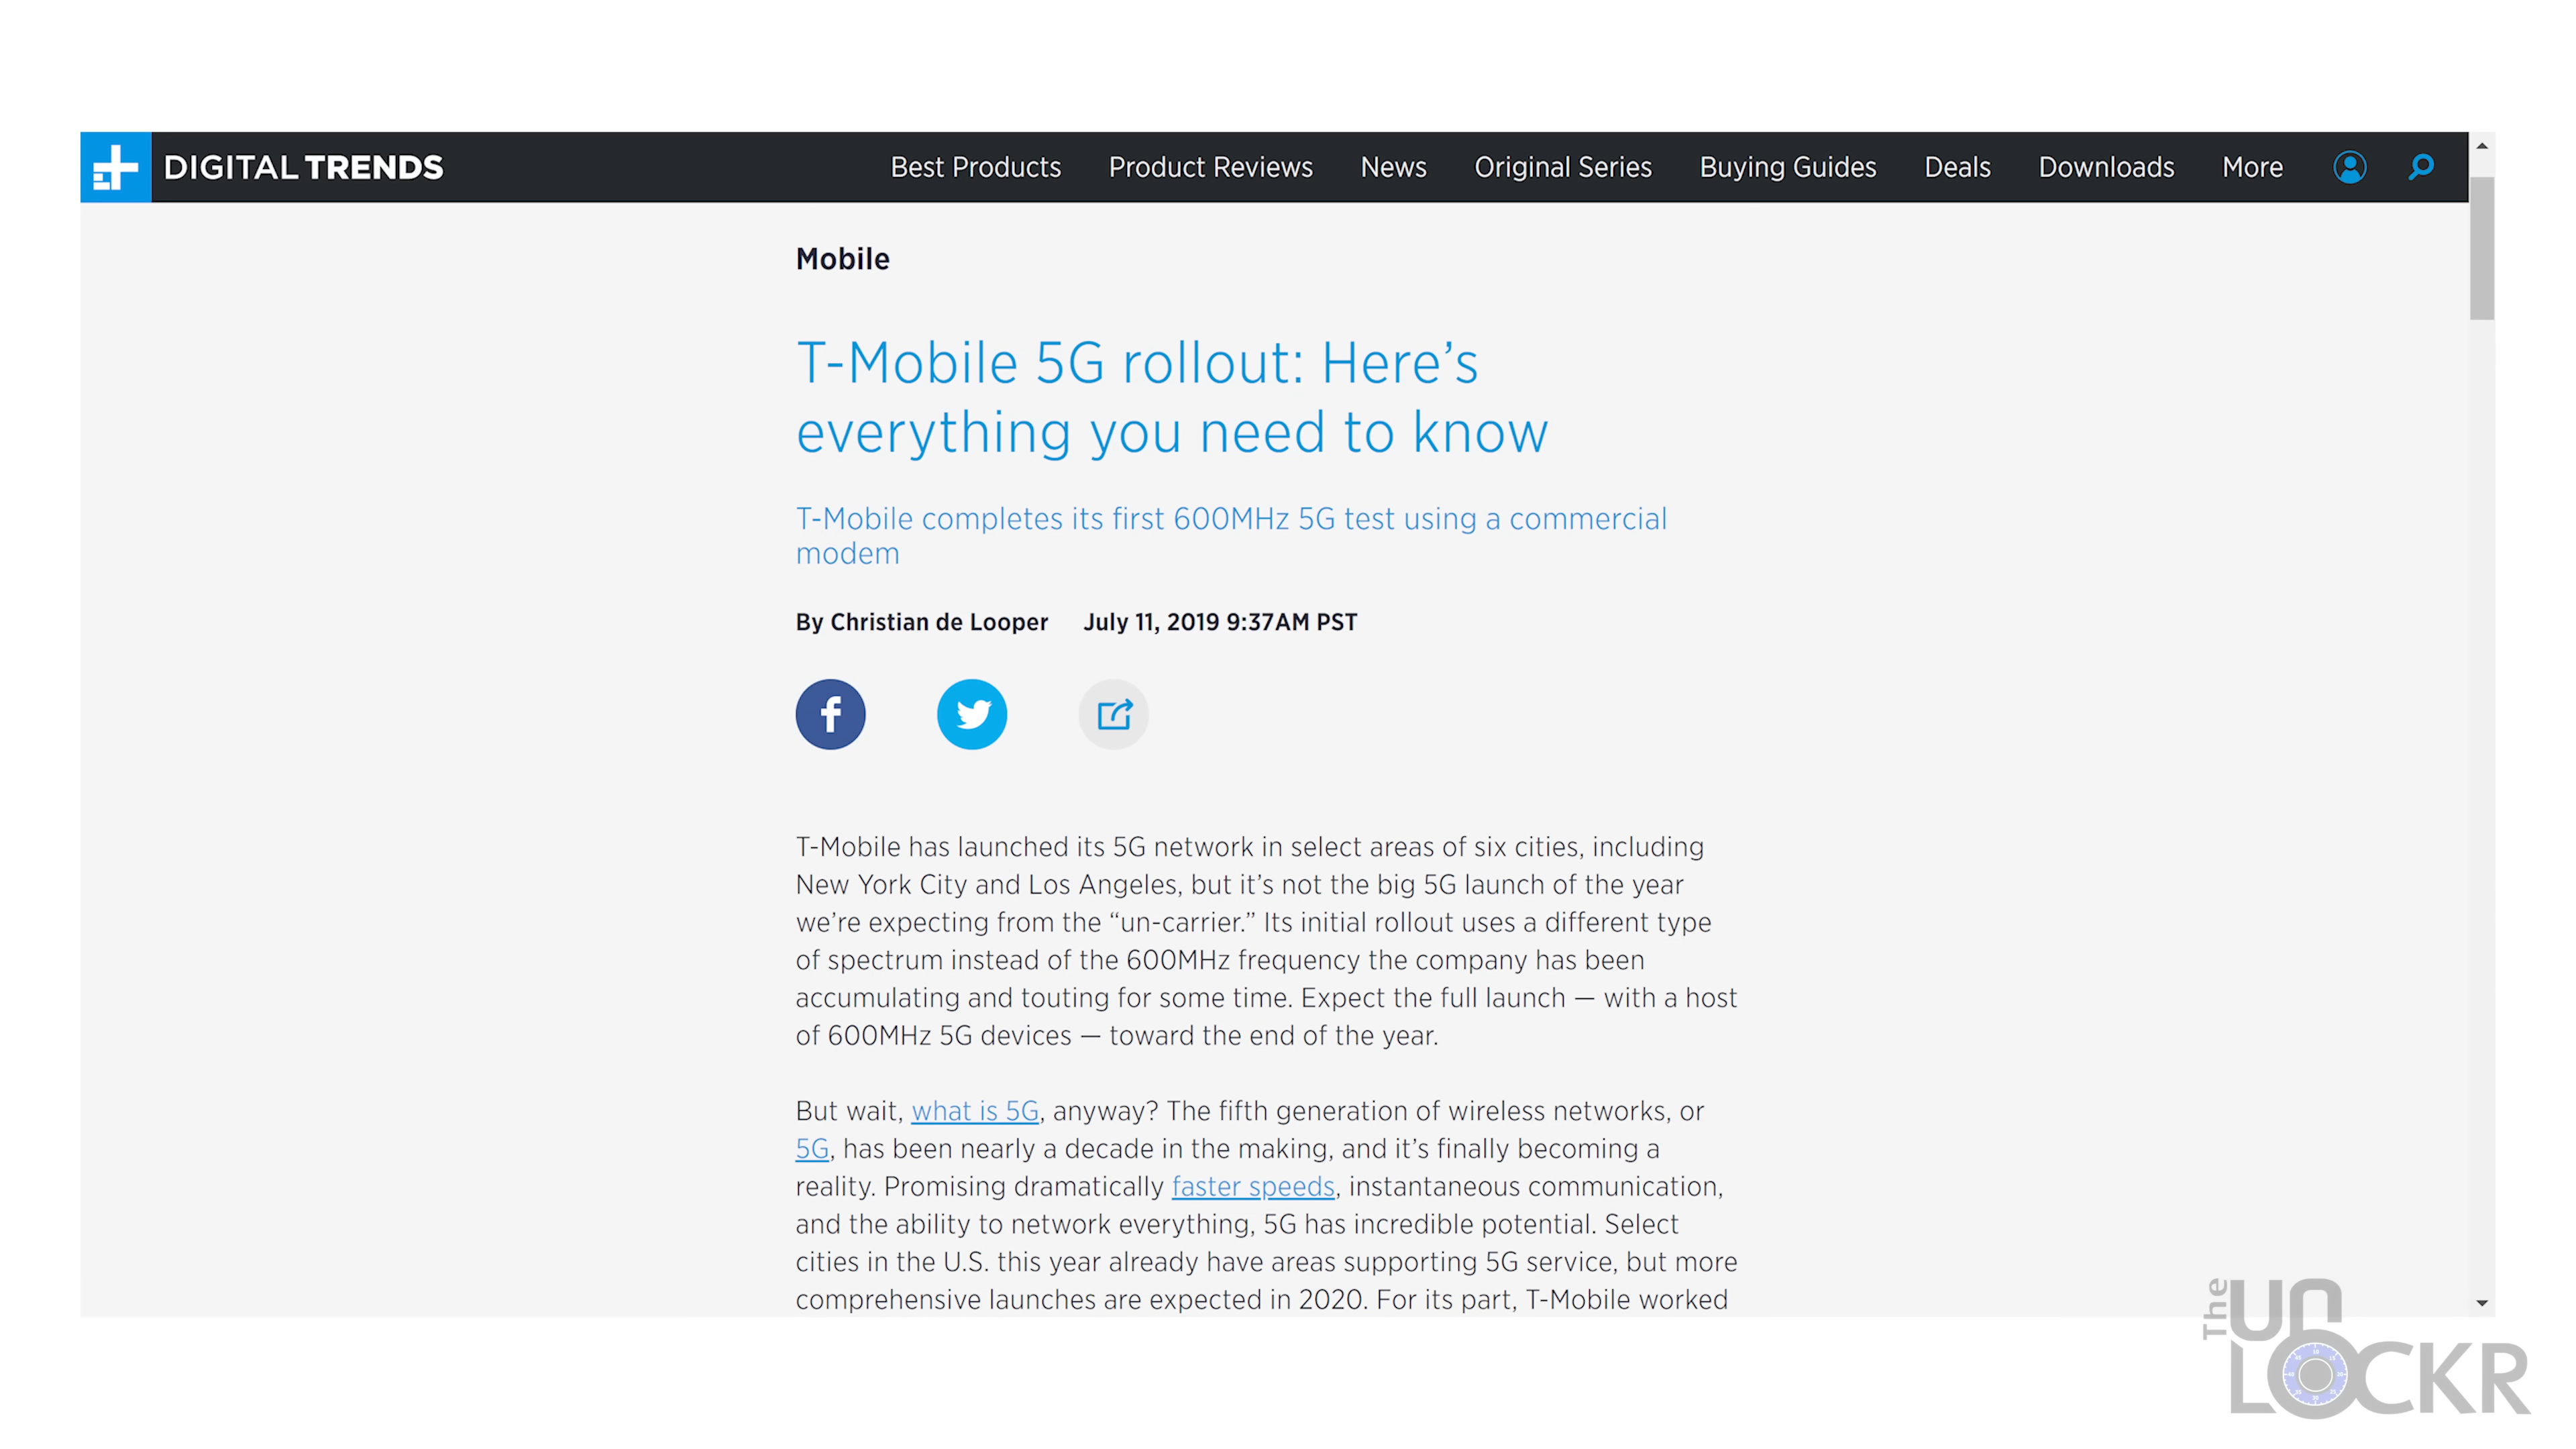 DIGITAL TRENDS Best Products Product Reviews News Original Series Buying Guides Deals Downloads More
Mobile
T-Mobile 5G rollout: Here’s
everything you need to know
T-Mobile completes its first 600MHz 5G test using a commercial
modem
By Christian de Looper July 11, 2019 9:37AM PST
T-Mobile has launched its 5G network in select areas of six cities, including
New York City and Los Angeles, but it’s not the big 5G launch of the year
we’re expecting from the “un-carrier.” Its initial rollout uses a different type
of spectrum instead of the 600MHz frequency the company has been
accumulating and touting for some time. Expect the full launch — with a host
of 600MHz 5G devices — toward the end of the year.
But wait, what is 5G, anyway? The fifth generation of wireless networks, or
5G, has been nearly a decade in the making, and it’s finally becoming a
reality. Promising dramatically faster speeds, instantaneous communication,
and the ability to network everything, 5G has incredible potential. Select
cities in the U.S. this year already have areas supporting 5G service, but more
comprehensive launches are expected in 2020. For its part, T-Mobile worked
The
Un
LOCKR